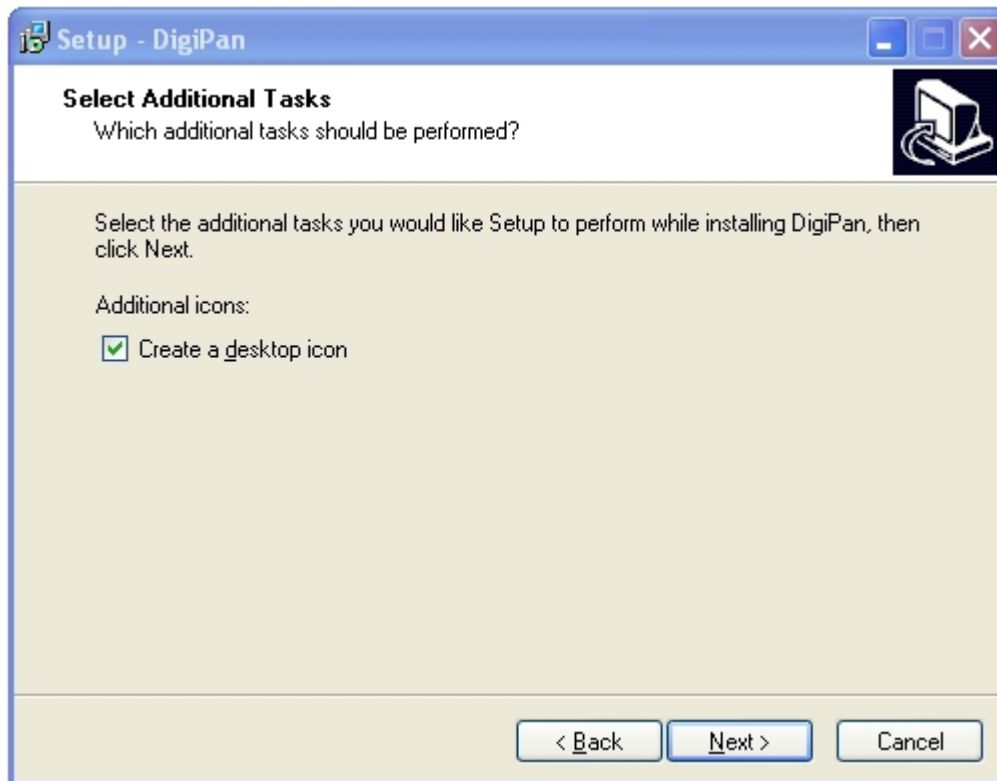 Setup - DigiPan
Select Additional Tasks
Which additional tasks should be performed?
Select the additional tasks you would like Setup to perform while installing DigiPan, then
click Next.
Additional icons:
Create a desktop icon
< Back Next > Cancel